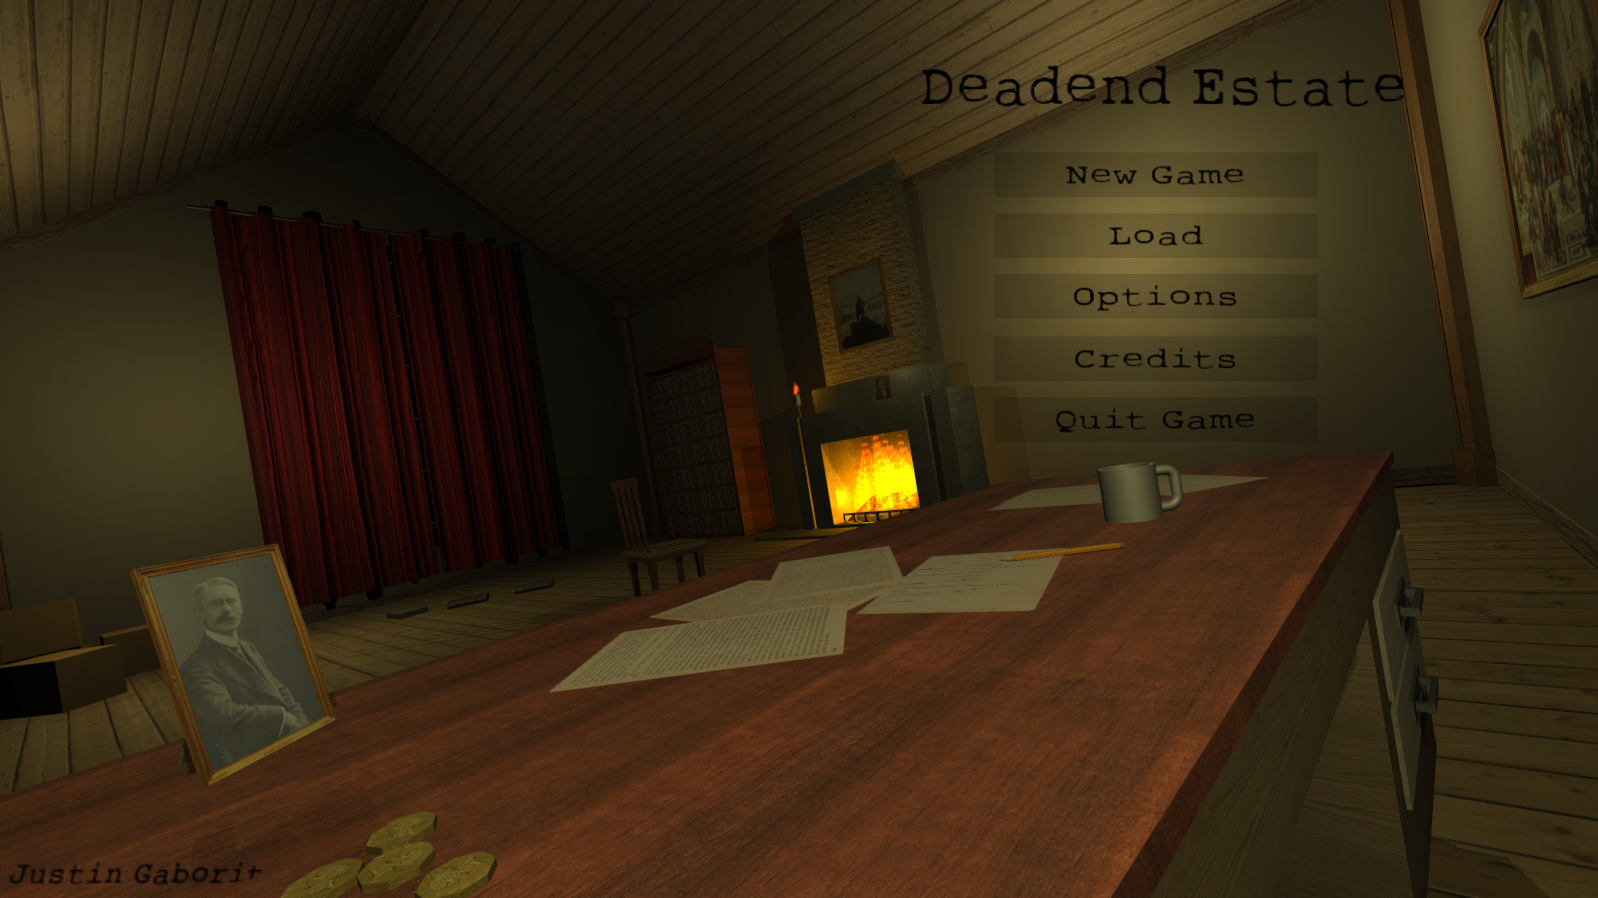 Deadend Estate
New Game
Load
Options
Credits
Quit Game
Justin Gaborit